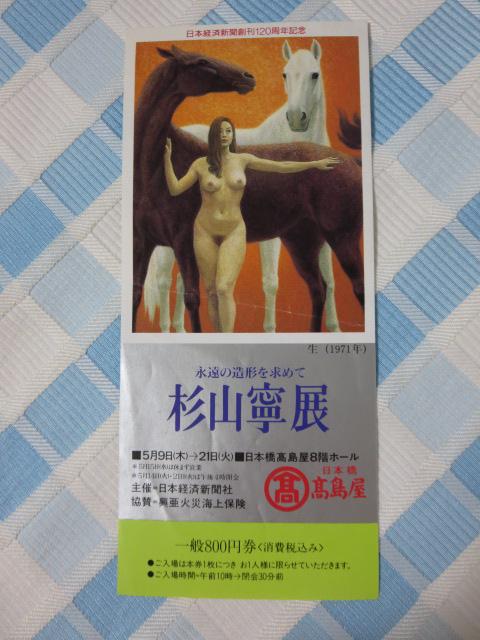 日本経済新聞創刊120周年記念
生 (1971年)
永遠の造形を求めて
杉山寧展
■5月9日(木)→21日(火)■日本橋髙島屋8階ホール
主催=日本経済新聞社
協賛=興亜火災海上保険
髙
日本橋
髙島屋
一般800円券<消費税込み>
●ご入場は本券1枚につき お1人様に限らせていただきます。
●ご入場時間=午前10時→閉会30分前